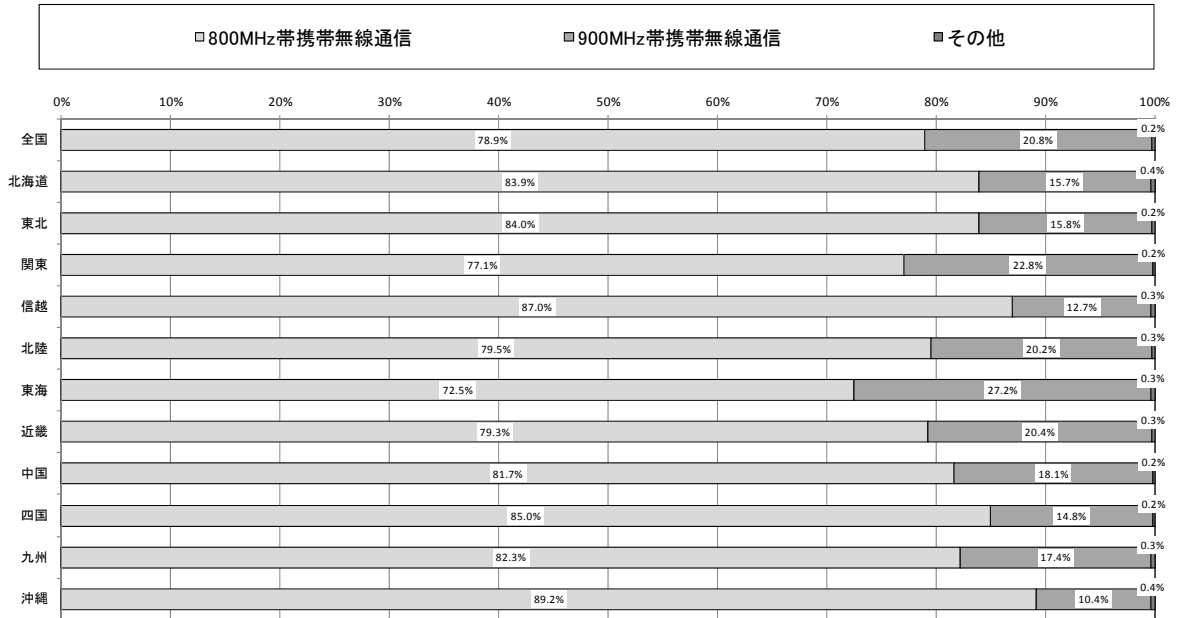 800MHz帯携帯無線通信 900MHz帯携帯無線通信 その他
0% 10% 20% 30% 40% 50% 60% 70% 80% 90% 100%
全国 78.9% 20.8% 0.2%
北海道 83.9% 15.7% 0.4%
東北 84.0% 15.8% 0.2%
関東 77.1% 22.8% 0.2%
信越 87.0% 12.7% 0.3%
北陸 79.5% 20.2% 0.3%
東海 72.5% 27.2% 0.3%
近畿 79.3% 20.4% 0.3%
中国 81.7% 18.1% 0.2%
四国 85.0% 14.8% 0.2%
九州 82.3% 17.4% 0.3%
沖縄 89.2% 10.4% 0.4%